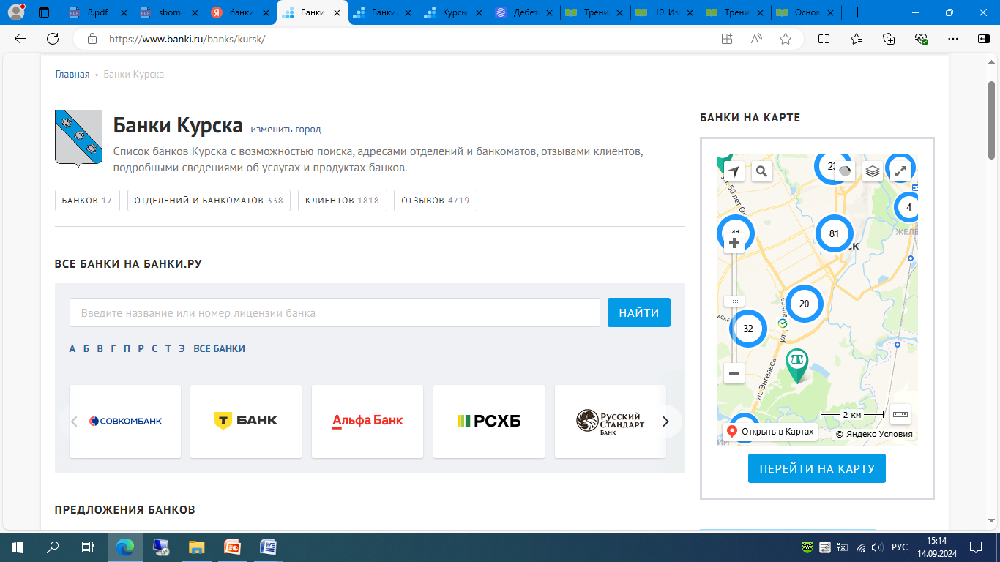 8.pdf
sborni
банки
Банки
Банки.
Курсы
Дебет
Трени
10. Из
Трени
Основ
https://www.banki.ru/banks/kursk/
Главная • Банки Курска
Банки Курска изменить город
Список банков Курска с возможностью поиска, адресами отделений и банкоматов, отзывами клиентов,
подробными сведениями об услугах и продуктах банков.
БАНКОВ 17
ОТДЕЛЕНИЙ И БАНКОМАТОВ 338
КЛИЕНТОВ 1818
ОТЗЫВОВ 4719
ВСЕ БАНКИ НА БАНКИ.РУ
Введите название или номер лицензии банка
НАЙТИ
А Б В Г П Р С Т Э ВСЕ БАНКИ
СОВКОМБАНК
Т БАНК
Альфа Банк
РСХБ
РУССКИЙ
СТАНДАРТ
БАНК
ПРЕДЛОЖЕНИЯ БАНКОВ
БАНКИ НА КАРТЕ
ул. 50 лет Ок
4
81
ЖЕЛЕ
20
32
ул. Энгельса
2 км
Открыть в Картах
© Яндекс Условия
ПЕРЕЙТИ НА КАРТУ
РУС
15:14
14.09.2024